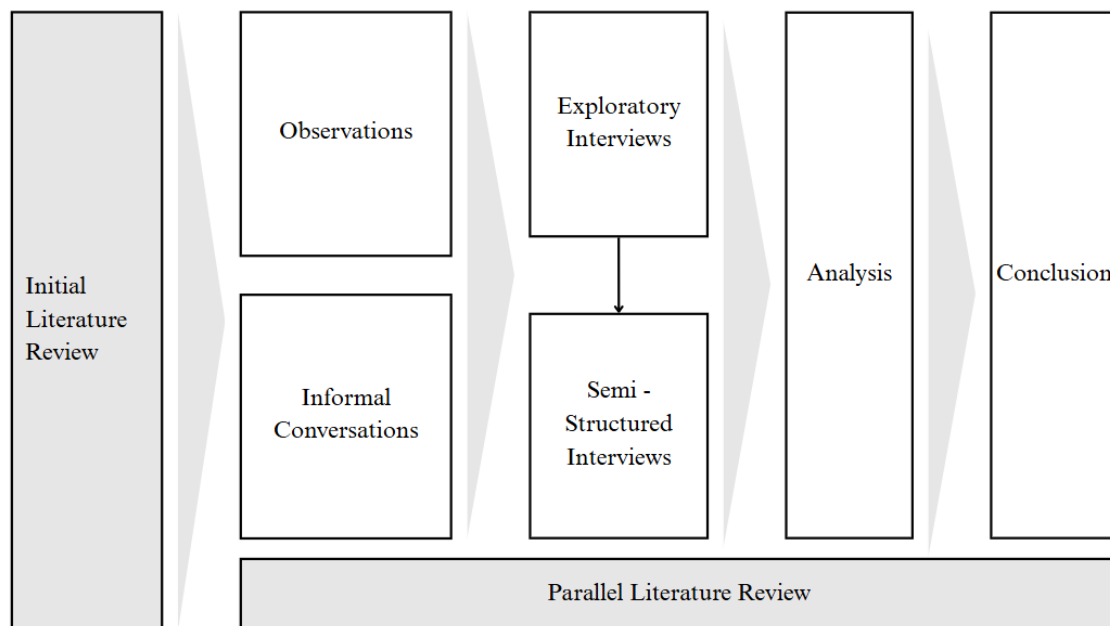 Initial
Literature
Review
Observations
Informal
Conversations
Exploratory
Interviews
Semi -
Structured
Interviews
Analysis
Conclusion
Parallel Literature Review